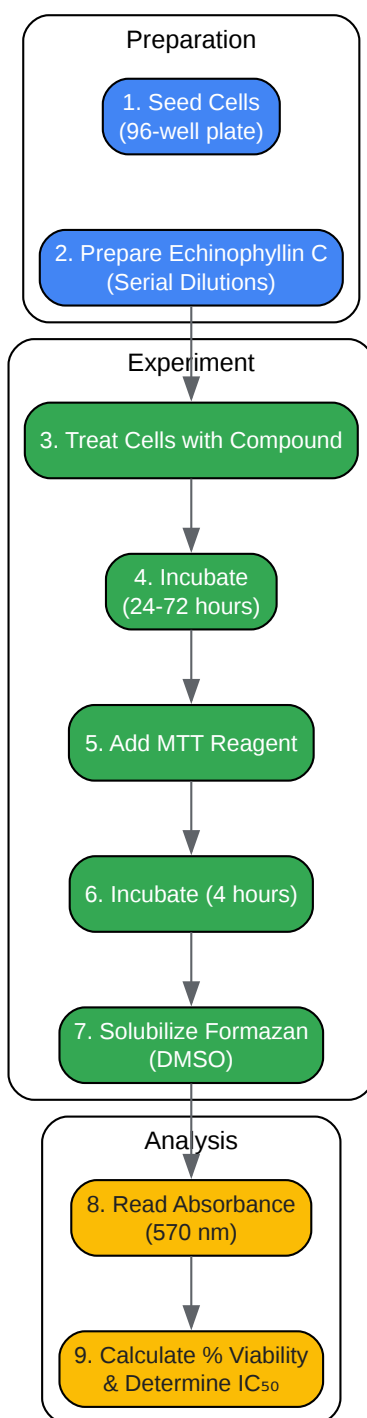 Preparation
1. Seed Cells
(96-well plate)
2. Prepare Echinophyllin C
(Serial Dilutions)
Experiment
3. Treat Cells with Compound
4. Incubate
(24-72 hours)
5. Add MTT Reagent
6. Incubate (4 hours)
7. Solubilize Formazan
(DMSO)
Analysis
8. Read Absorbance
(570 nm)
9. Calculate % Viability
& Determine IC₅₀